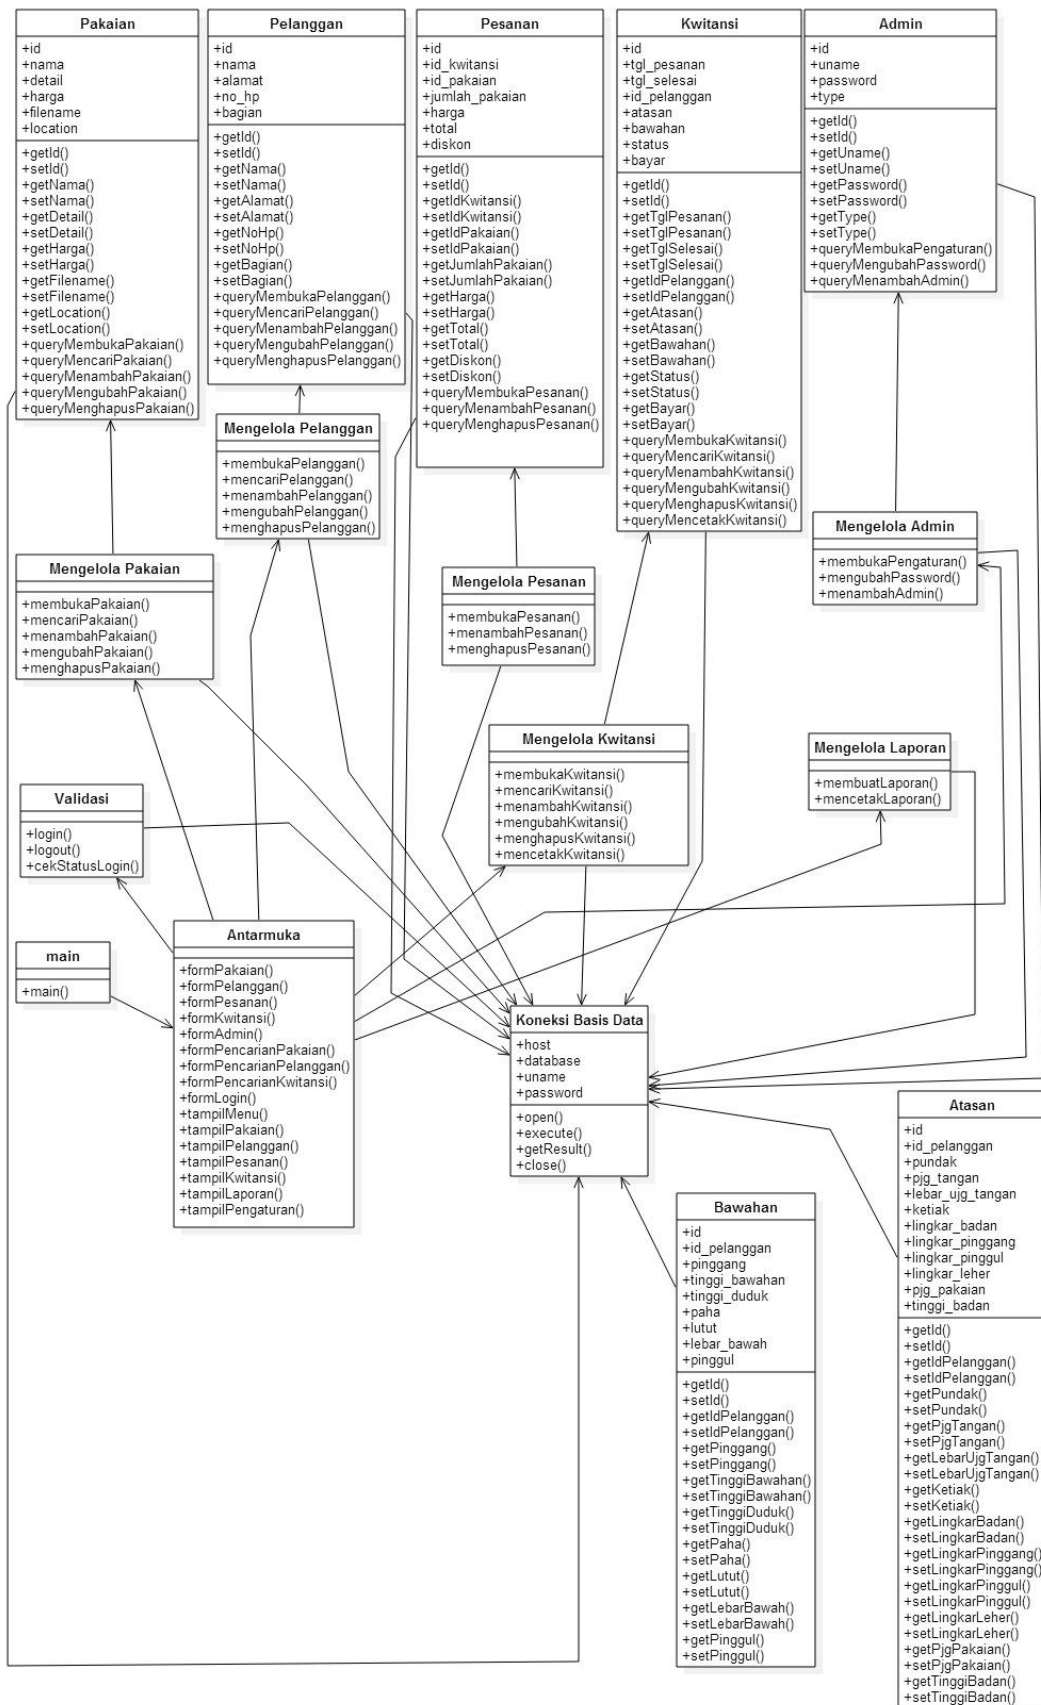 Pakaian
+id
+nama
+detail
+harga
+filename
+location
+getId()
+setId()
+getNama()
+setNama()
+getDetail()
+setDetail()
+getHarga()
+setHarga()
+getFilename()
+setFilename()
+getLocation()
+setLocation()
+queryMembukaPakaian()
+queryMencariPakaian()
+queryMenambahPakaian()
+queryMengubahPakaian()
+queryMenghapusPakaian()
Pelanggan
+id
+nama
+alamat
+no_hp
+bagian
+getId()
+setId()
+getNama()
+setNama()
+getAlamat()
+setAlamat()
+getNoHp()
+setNoHp()
+getBagian()
+setBagian()
+queryMembukaPelanggan()
+queryMencariPelanggan()
+queryMenambahPelanggan()
+queryMengubahPelanggan()
+queryMenghapusPelanggan()
Pesanan
+id
+id_kwitansi
+id_pakaian
+jumlah_pakaian
+harga
+total
+diskon
+getId()
+setId()
+getIdKwitansi()
+setIdKwitansi()
+getIdPakaian()
+setIdPakaian()
+getJumlahPakaian()
+setJumlahPakaian()
+getHarga()
+setHarga()
+getTotal()
+setTotal()
+getDiskon()
+setDiskon()
+queryMembukaPesanan()
+queryMenambahPesanan()
+queryMenghapusPesanan()
Kwitansi
+id
+tgl_pesanan
+tgl_selesai
+id_pelanggan
+atasan
+bawahan
+status
+bayar
+getId()
+setId()
+getTglPesanan()
+setTglPesanan()
+getTglSelesai()
+setTglSelesai()
+getIdPelanggan()
+setIdPelanggan()
+getAtasan()
+setAtasan()
+getBawahan()
+setBawahan()
+getStatus()
+setStatus()
+getBayar()
+setBayar()
+queryMembukaKwitansi()
+queryMencariKwitansi()
+queryMenambahKwitansi()
+queryMengubahKwitansi()
+queryMenghapusKwitansi()
+queryMencetakKwitansi()
Admin
+id
+uname
+password
+type
+getId()
+setId()
+getUname()
+setUname()
+getPassword()
+setPassword()
+getType()
+setType()
+queryMembukaPengaturan()
+queryMengubahPassword()
+queryMenambahAdmin()
Mengelola Pelanggan
+membukaPelanggan()
+mencariPelanggan()
+menambahPelanggan()
+mengubahPelanggan()
+menghapusPelanggan()
Mengelola Pakaian
+membukaPakaian()
+mencariPakaian()
+menambahPakaian()
+mengubahPakaian()
+menghapusPakaian()
Mengelola Pesanan
+membukaPesanan()
+menambahPesanan()
+menghapusPesanan()
Mengelola Admin
+membukaPengaturan()
+mengubahPassword()
+menambahAdmin()
Mengelola Kwitansi
+membukaKwitansi()
+mencariKwitansi()
+menambahKwitansi()
+mengubahKwitansi()
+menghapusKwitansi()
+mencetakKwitansi()
Mengelola Laporan
+membuatLaporan()
+mencetakLaporan()
Validasi
+login()
+logout()
+cekStatusLogin()
main
+main()
Antarmuka
+formPakaian()
+formPelanggan()
+formPesanan()
+formKwitansi()
+formAdmin()
+formPencarianPakaian()
+formPencarianPelanggan()
+formPencarianKwitansi()
+formLogin()
+tampilMenu()
+tampilPakaian()
+tampilPelanggan()
+tampilPesanan()
+tampilKwitansi()
+tampilLaporan()
+tampilPengaturan()
Koneksi Basis Data
+host
+database
+uname
+password
+open()
+execute()
+getResult()
+close()
Bawahan
+id
+id_pelanggan
+pinggang
+tinggi_bawahan
+tinggi_duduk
+paha
+lutut
+lebar_bawah
+pinggul
+getId()
+setId()
+getIdPelanggan()
+setIdPelanggan()
+getPinggang()
+setPinggang()
+getTinggiBawahan()
+setTinggiBawahan()
+getTinggiDuduk()
+setTinggiDuduk()
+getPaha()
+setPaha()
+getLutut()
+setLutut()
+getLebarBawah()
+setLebarBawah()
+getPinggul()
+setPinggul()
Atasan
+id
+id_pelanggan
+pundak
+pjg_tangan
+lebar_ujg_tangan
+ketiak
+lingkar_badan
+lingkar_pinggang
+lingkar_pinggul
+lingkar_leher
+pjg_pakaian
+tinggi_badan
+getId()
+setId()
+getIdPelanggan()
+setIdPelanggan()
+getPundak()
+setPundak()
+getPjgTangan()
+setPjgTangan()
+getLebarUjgTangan()
+setLebarUjgTangan()
+getKetiak()
+setKetiak()
+getLingkarBadan()
+setLingkarBadan()
+getLingkarPinggang()
+setLingkarPinggang()
+getLingkarPinggul()
+setLingkarPinggul()
+getLingkarLeher()
+setLingkarLeher()
+getPjgPakaian()
+setPjgPakaian()
+getTinggiBadan()
+setTinggiBadan()